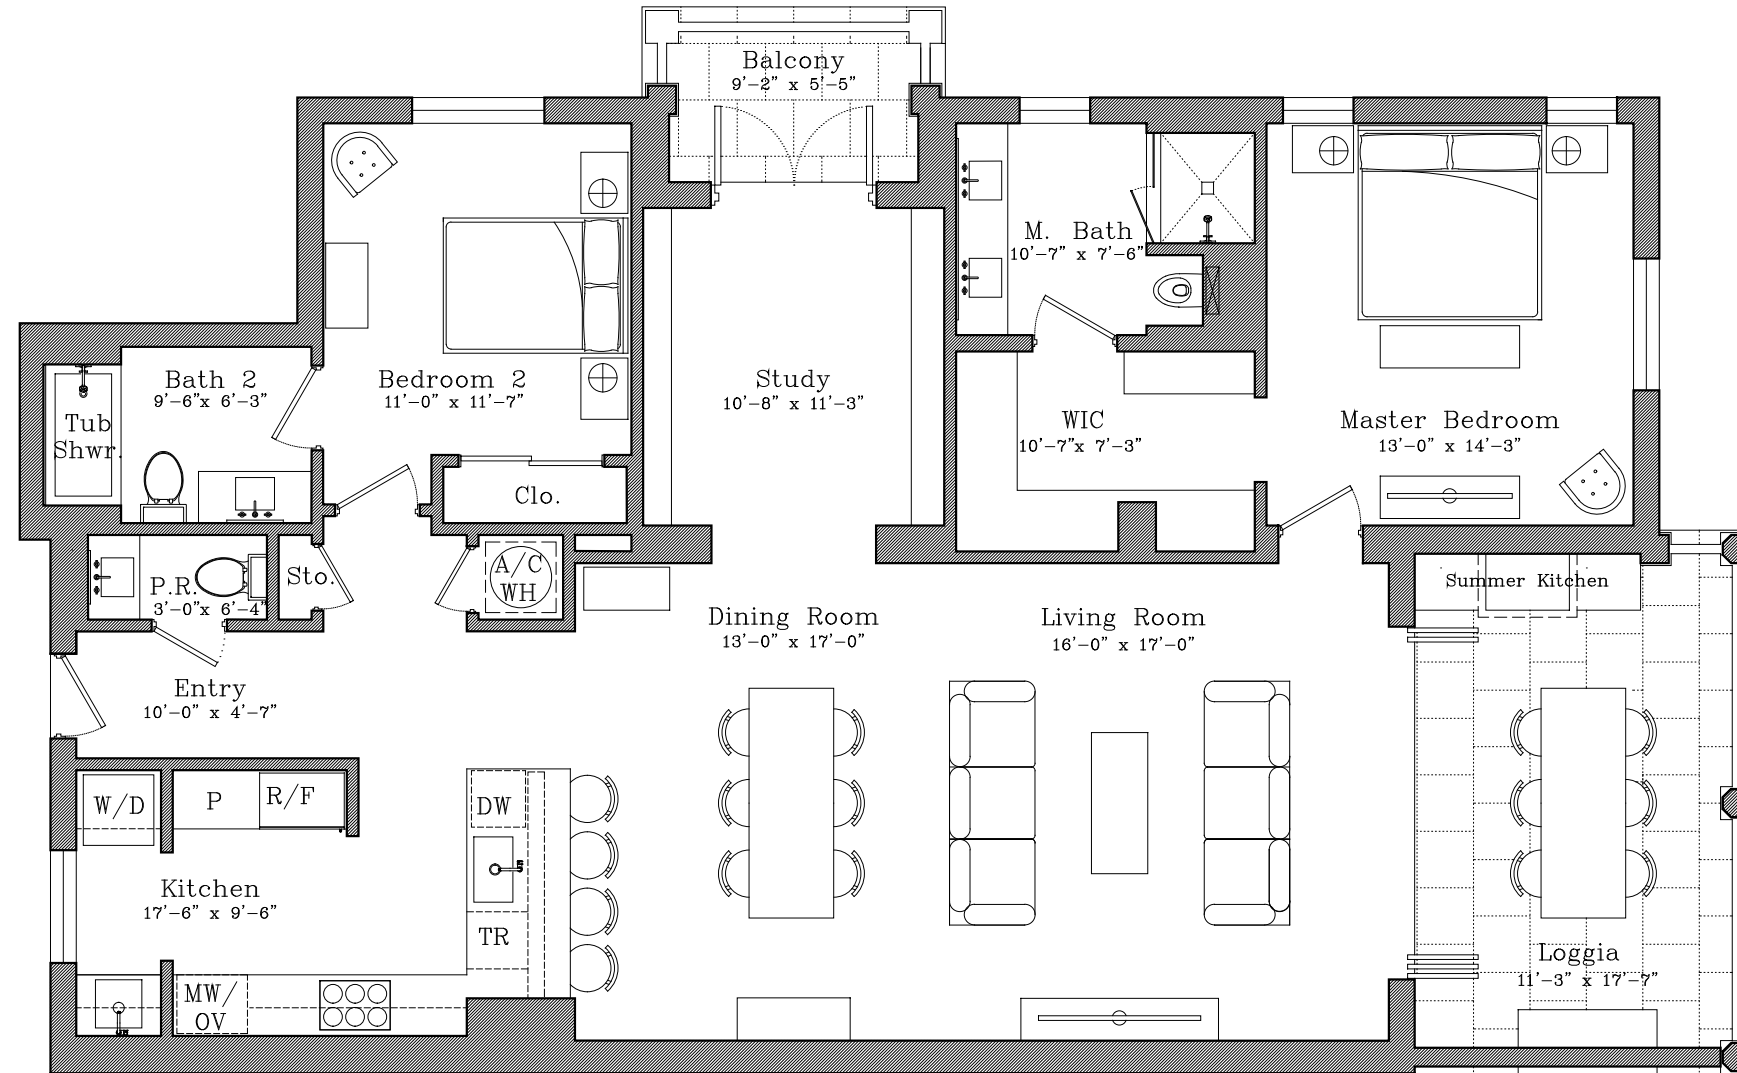 Balcony
9'-2" x 5'-5"
M. Bath
10'-7" x 7'-6"
Bath 2
9'-6"x 6'-3"
Bedroom 2
11'-0" x 11'-7"
Study
10'-8" x 11'-3"
WIC
10'-7"x 7'-3"
Master Bedroom
13'-0" x 14'-3"
Tub
Shwr.
Clo.
P.R.
3'-0"x 6'-4"
Sto.
A/C
WH
Summer Kitchen
Dining Room
13'-0" x 17'-0"
Living Room
16'-0" x 17'-0"
Entry
10'-0" x 4'-7"
W/D
P
R/F
DW
Kitchen
17'-6" x 9'-6"
TR
MW/
OV
Loggia
11'-3" x 17'-7"